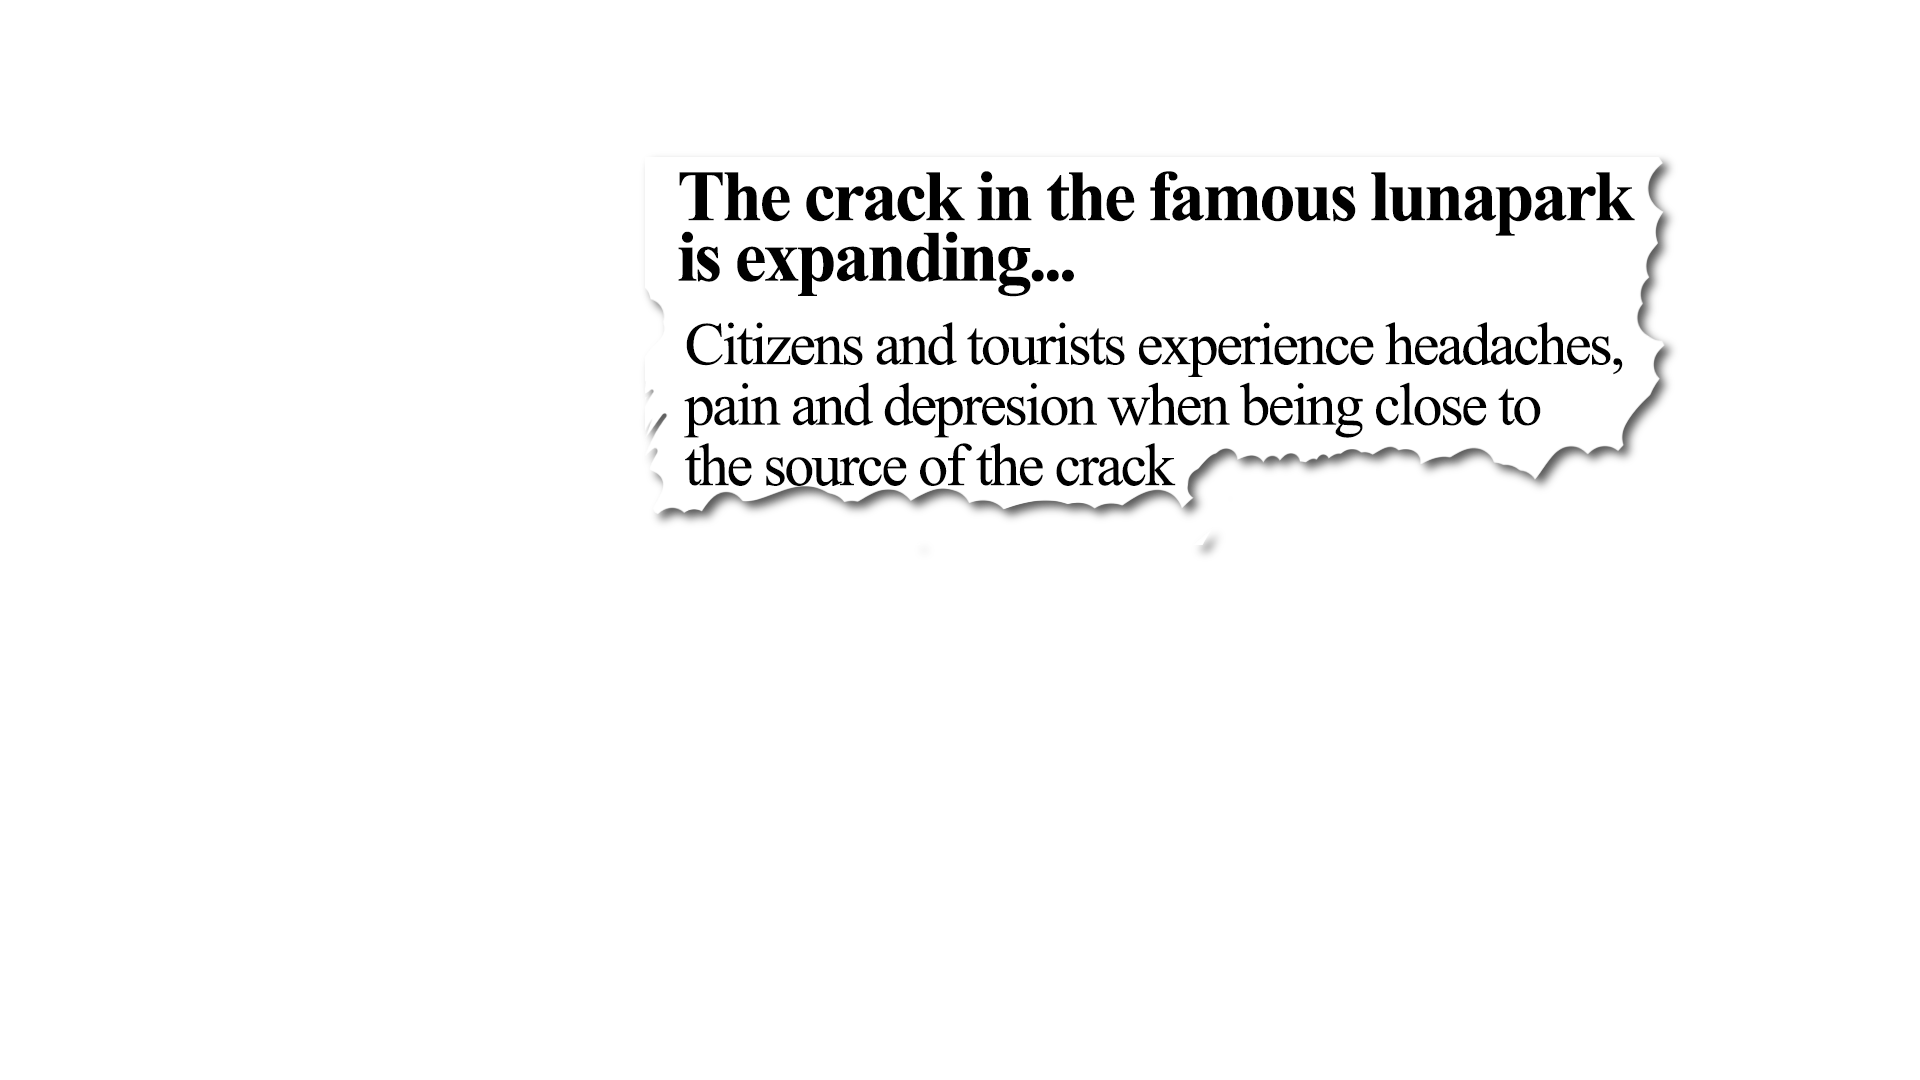 The crack in the famous lunapark
is expanding...
Citizens and tourists experience headaches,
pain and depresion when being close to
the source of the crack